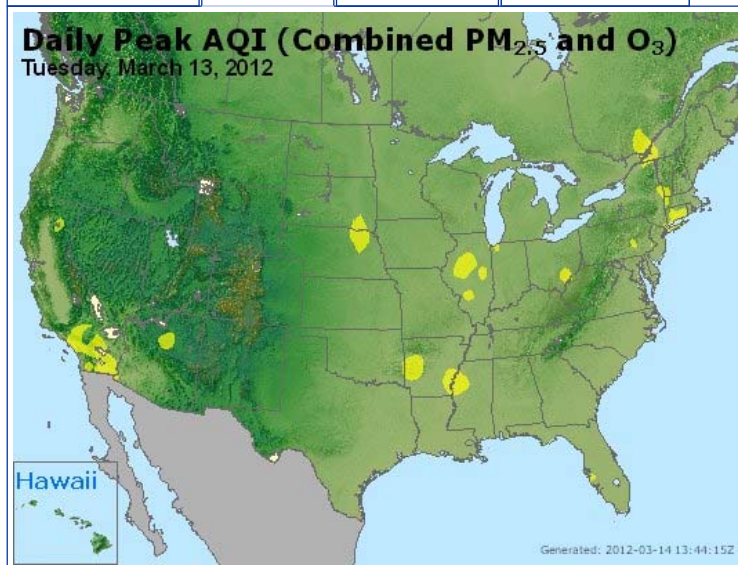 Daily Peak AQI (Combined PM2.5 and O3)
Tuesday, March 13, 2012
Hawaii
Generated: 2012-03-14 13:44:15Z